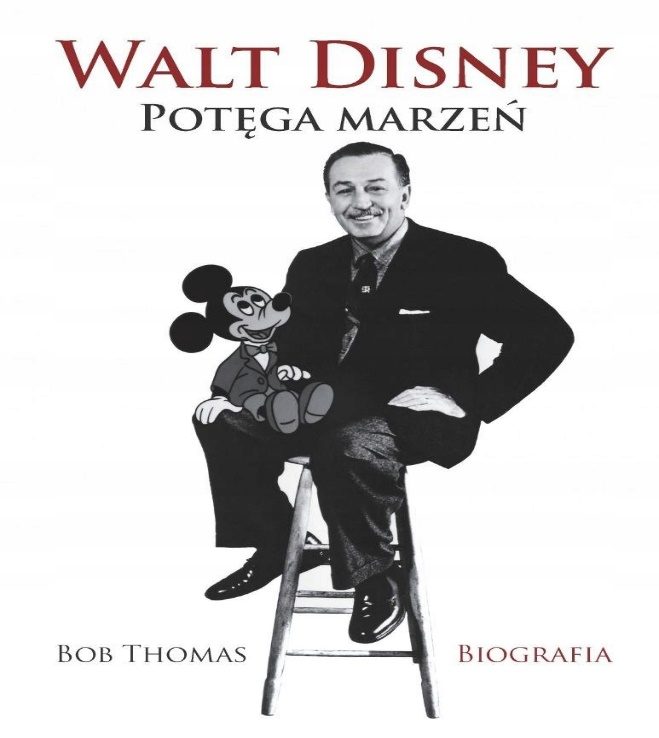 WALT DISNEY
POTĘGA MARZEŃ
BOB THOMAS
BIOGRAFIA